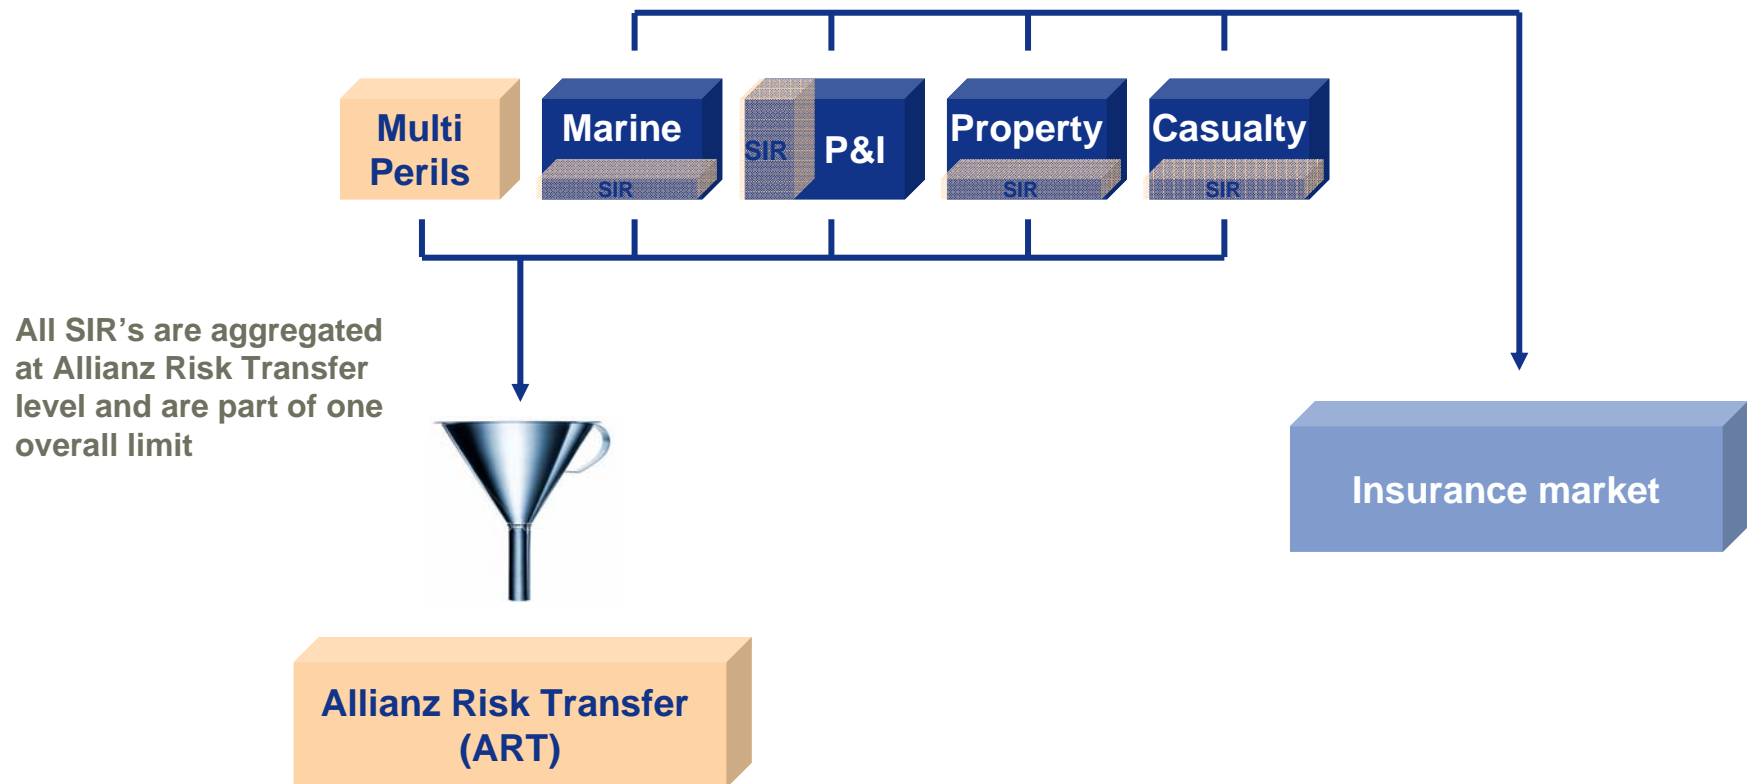 Multi
Perils
Marine
SIR
SIR
P&I
Property
SIR
Casualty
SIR
All SIR’s are aggregated
at Allianz Risk Transfer
level and are part of one
overall limit
Insurance market
Allianz Risk Transfer
(ART)